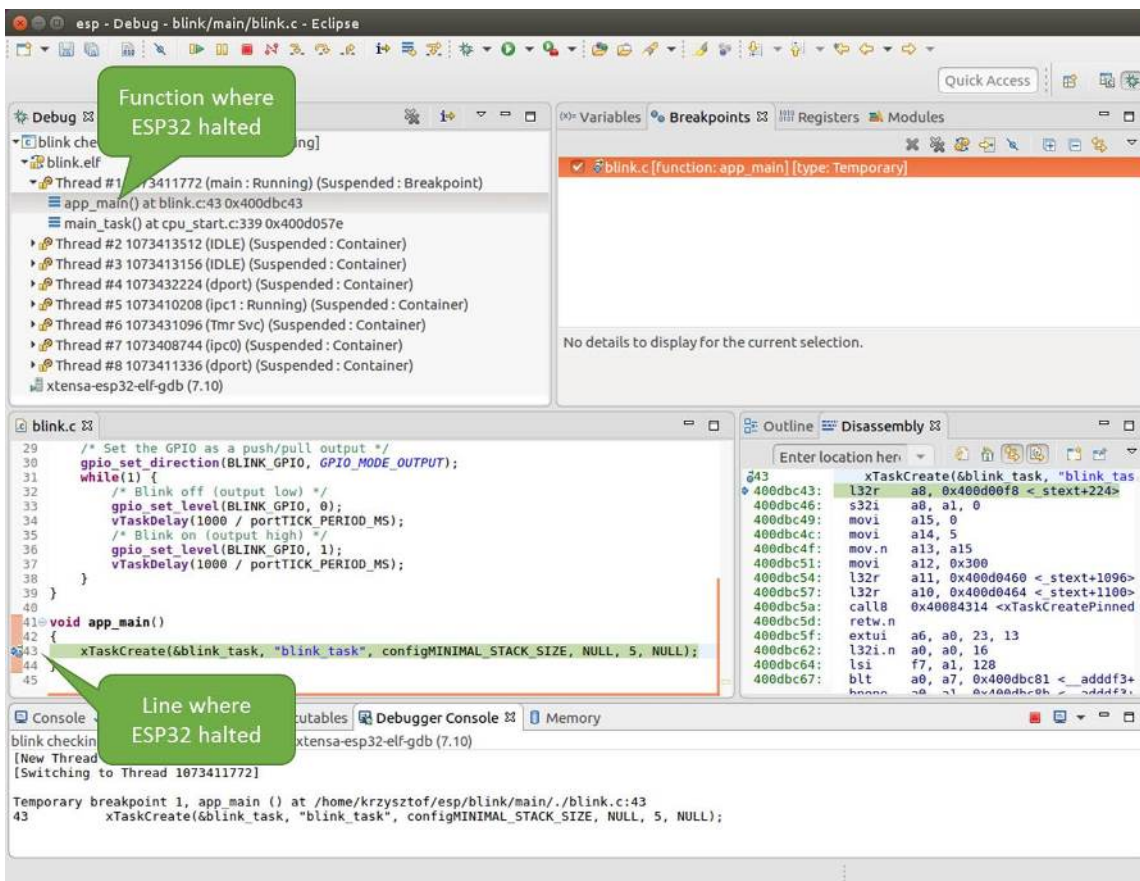 esp - Debug - blink/main/blink.c - Eclipse
Quick Access
Function where
ESP32 halted
Debug
blink che ing]
blink.elf
Thread #1 1073411772 (main : Running) (Suspended : Breakpoint)
app_main() at blink.c:43 0x400dbc43
main_task() at cpu_start.c:339 0x400d057e
Thread #2 1073413512 (IDLE) (Suspended : Container)
Thread #3 1073413156 (IDLE) (Suspended : Container)
Thread #4 1073432224 (dport) (Suspended : Container)
Thread #5 1073410208 (ipc1 : Running) (Suspended : Container)
Thread #6 1073431096 (Tmr Svc) (Suspended : Container)
Thread #7 1073408744 (ipc0) (Suspended : Container)
Thread #8 1073411336 (dport) (Suspended : Container)
xtensa-esp32-elf-gdb (7.10)
(x)= Variables Breakpoints Registers Modules
blink.c [function: app_main] [type: Temporary]
No details to display for the current selection.
blink.c
29 /* Set the GPIO as a push/pull output */
30 gpio_set_direction(BLINK_GPIO, GPIO_MODE_OUTPUT);
31 while(1) {
32 /* Blink off (output low) */
33 gpio_set_level(BLINK_GPIO, 0);
34 vTaskDelay(1000 / portTICK_PERIOD_MS);
35 /* Blink on (output high) */
36 gpio_set_level(BLINK_GPIO, 1);
37 vTaskDelay(1000 / portTICK_PERIOD_MS);
38 }
39 }
40
41 void app_main()
42 {
43 xTaskCreate(&blink_task, "blink_task", configMINIMAL_STACK_SIZE, NULL, 5, NULL);
44 }
45
Line where
ESP32 halted
Outline Disassembly
Enter location her
43 xTaskCreate(&blink_task, "blink_tas
400dbc43: l32r a8, 0x400d00f8 <_stext+224>
400dbc46: s32i a8, a1, 0
400dbc49: movi a15, 0
400dbc4c: movi a14, 5
400dbc4f: mov.n a13, a15
400dbc51: movi a12, 0x300
400dbc54: l32r a11, 0x400d0460 <_stext+1096>
400dbc57: l32r a10, 0x400d0464 <_stext+1100>
400dbc5a: call8 0x40084314 <xTaskCreatePinned
400dbc5d: retw.n
400dbc5f: extui a6, a0, 23, 13
400dbc62: l32i.n a0, a0, 16
400dbc64: lsi f7, a1, 128
400dbc67: blt a0, a7, 0x400dbc81 <__adddf3+
Console cutables Debugger Console Memory
blink checkin xtensa-esp32-elf-gdb (7.10)
[New Thread
[Switching to Thread 1073411772]
Temporary breakpoint 1, app_main () at /home/krzysztof/esp/blink/main/./blink.c:43
43 xTaskCreate(&blink_task, "blink_task", configMINIMAL_STACK_SIZE, NULL, 5, NULL);